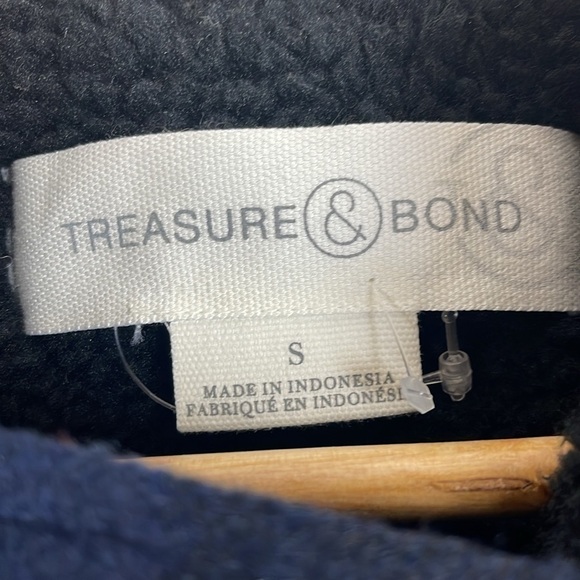 TREASURE & BOND
S
MADE IN INDONESIA
FABRIQUÉ EN INDONÉSI